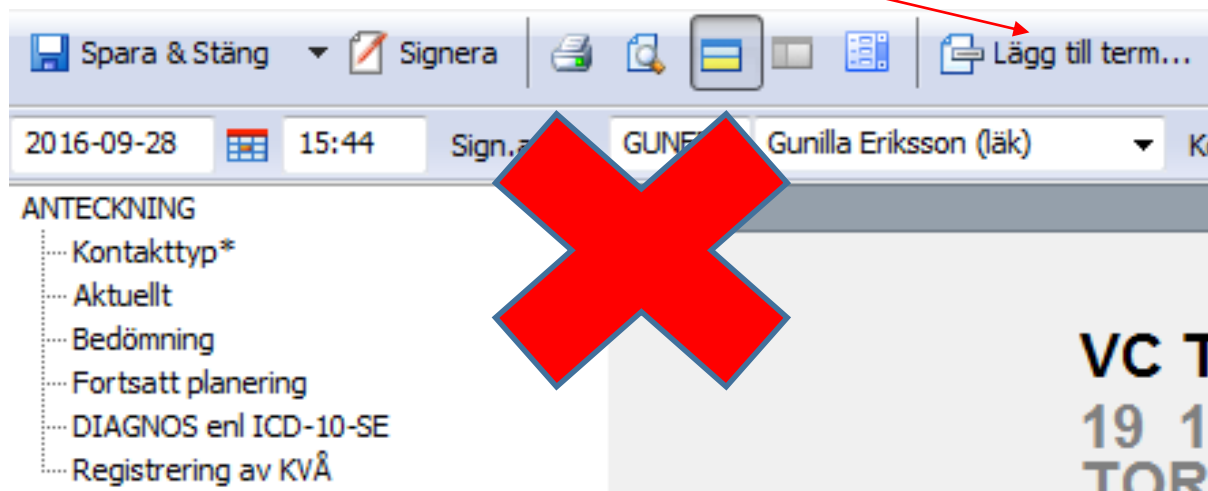 Spara & Stäng Signera Lägg till term...
2016-09-28 15:44 Gunilla Eriksson (läk)
ANTECKNING
Kontakttyp*
Aktuellt
Bedömning
Fortsatt planering
DIAGNOS enl ICD-10-SE
Registrering av KVÅ
VC
19 1